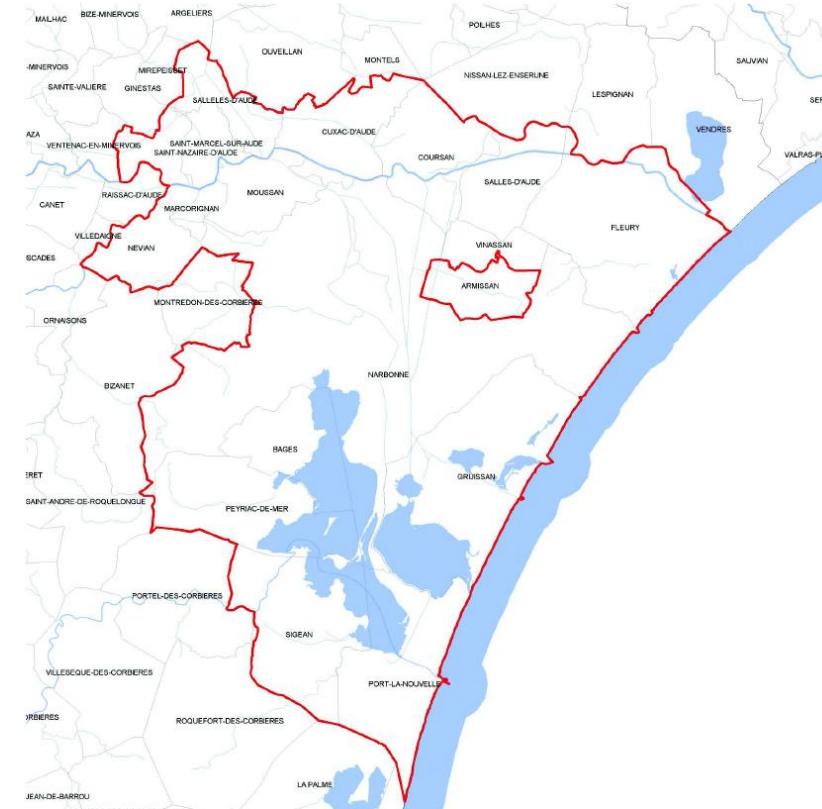 MALHAC
BIZE-MINERVOIS
ARGELIERS
POILHES
OUVEILLAN
MONTELS
SAUVIAN
-MINERVOIS
MIREPEISSET
NISSAN-LEZ-ENSERUNE
SAINTE-VALIERE
GINESTAS
LESPIGNAN
SALLELES-D'AUDE
SER
VENDRES
AZA
CUXAC-D'AUDE
VENTENAC-EN-MINERVOIS
SAINT-MARCEL-SUR-AUDE
SAINT-NAZAIRE-D'AUDE
COURSAN
VALRAS-PL
SALLES-D'AUDE
RAISSAC-D'AUDE
MOUSSAN
CANET
MARCORIGNAN
FLEURY
VILLEDAIGNE
NEVIAN
VINASSAN
SCADES
ARMISSAN
MONTREDON-DES-CORBIERES
ORNAISONS
NARBONNE
BIZANET
BAGES
ERET
GRUISSAN
SAINT-ANDRE-DE-ROQUELONGUE
PEYRIAC-DE-MER
PORTEL-DES-CORBIERES
SIGEAN
VILLESEQUE-DES-CORBIERES
PORT-LA-NOUVELLE
ORBIERES
ROQUEFORT-DES-CORBIERES
LA PALME
JEAN-DE-BARROU